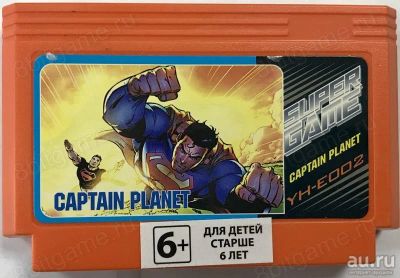 CAPTAIN PLANET
SUPER
GAME
CAPTAIN PLANET
YH-E002
6+
ДЛЯ ДЕТЕЙ
СТАРШЕ
6 ЛЕТ
au.ru